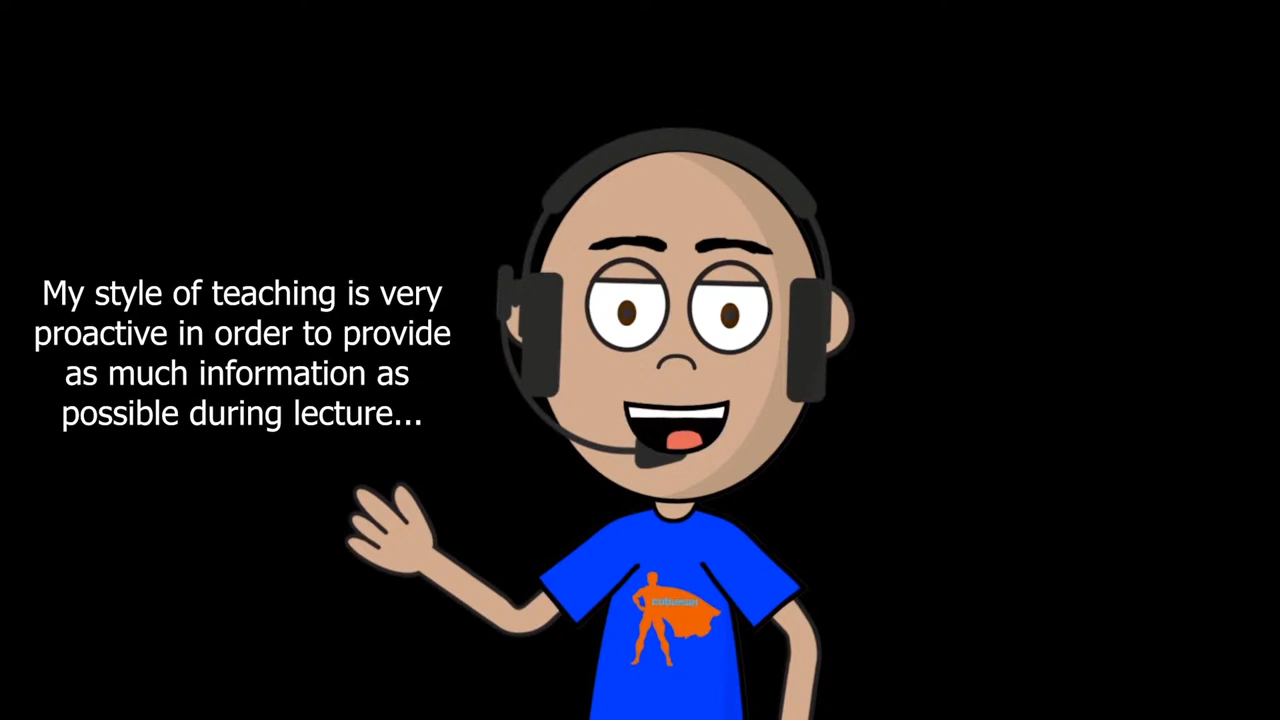 My style of teaching is very
proactive in order to provide
as much information as
possible during lecture...